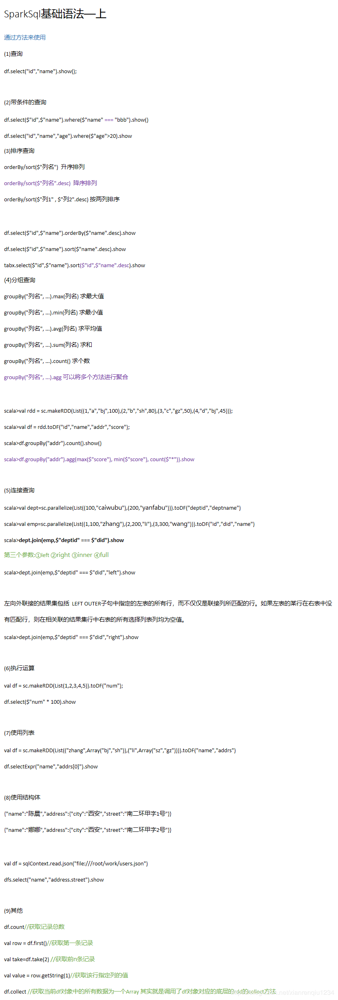 SparkSql基础语法—上
通过方法来使用
(1)查询
df.select("id","name").show();
(2)带条件的查询
df.select($"id",$"name").where($"name" === "bbb").show()
df.select("id","name","age").where($"age">20).show
(3)排序查询
orderBy/sort($"列名") 升序排列
orderBy/sort($"列名".desc) 降序排列
orderBy/sort($"列1" , $"列2".desc) 按两列排序
df.select($"id",$"name").orderBy($"name".desc).show
df.select($"id",$"name").sort($"name".desc).show
tabx.select($"id",$"name").sort($"id",$"name".desc).show
(4)分组查询
groupBy("列名", ...).max(列名) 求最大值
groupBy("列名", ...).min(列名) 求最小值
groupBy("列名", ...).avg(列名) 求平均值
groupBy("列名", ...).sum(列名) 求和
groupBy("列名", ...).count() 求个数
groupBy("列名", ...).agg 可以将多个方法进行聚合
scala>val rdd = sc.makeRDD(List((1,"a","bj",100),(2,"b","sh",80),(3,"c","gz",50),(4,"d","bj",45)));
scala>val df = rdd.toDF("id","name","addr","score");
scala>df.groupBy("addr").count().show()
scala>df.groupBy("addr").agg(max($"score"), min($"score"), count($"*")).show
(5)连接查询
scala>val dept=sc.parallelize(List((100,"caiwubu"),(200,"yanfabu"))).toDF("deptid","deptname")
scala>val emp=sc.parallelize(List((1,100,"zhang"),(2,200,"li"),(3,300,"wang"))).toDF("id","did","name")
scala>dept.join(emp,$"deptid" === $"did").show
第三个参数:①left ②right ③inner ④full
scala>dept.join(emp,$"deptid" === $"did","left").show
左向外联接的结果集包括 LEFT OUTER子句中指定的左表的所有行，而不仅仅是联接列所匹配的行。如果左表的某行在右表中没
有匹配行，则在相关联的结果集行中右表的所有选择列表列均为空值。
scala>dept.join(emp,$"deptid" === $"did","right").show
(6)执行运算
val df = sc.makeRDD(List(1,2,3,4,5)).toDF("num");
df.select($"num" * 100).show
(7)使用列表
val df = sc.makeRDD(List(("zhang",Array("bj","sh")),("li",Array("sz","gz")))).toDF("name","addrs")
df.selectExpr("name","addrs[0]").show
(8)使用结构体
{"name":"陈晨","address":{"city":"西安","street":"南二环甲字1号"}}
{"name":"娜娜","address":{"city":"西安","street":"南二环甲字2号"}}
val df = sqlContext.read.json("file:///root/work/users.json")
dfs.select("name","address.street").show
(9)其他
df.count//获取记录总数
val row = df.first()//获取第一条记录
val take=df.take(2) //获取前n条记录
val value = row.getString(1)//获取该行指定列的值
df.collect //获取当前df对象中的所有数据为一个Array 其实就是调用了df对象对应的底层的rdd的collect方法